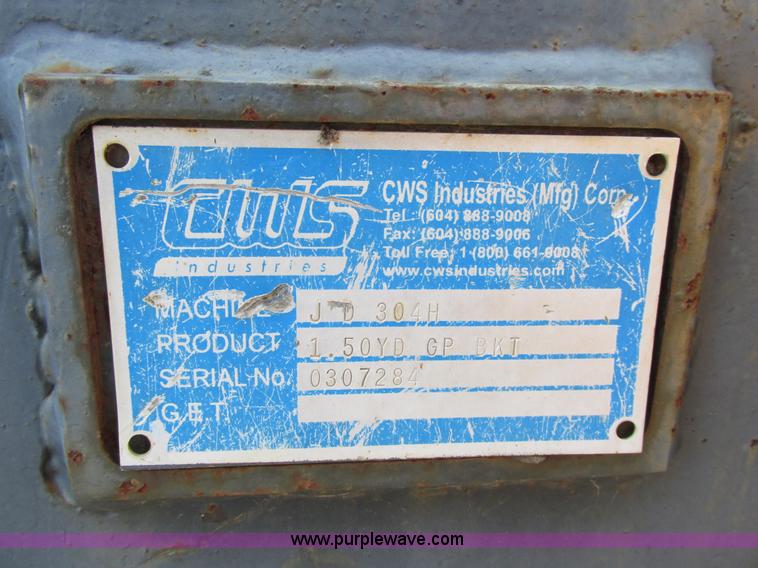 CWS
industries
CWS Industries (Mfg) Corp
Tel: (604) 888-9008
Fax: (604) 888-9006
Toll Free: 1 (800) 661-9008
www.cwsindustries.com
MACHINE J D 304H
PRODUCT 1.50YD GP BKT
SERIAL No. 0307284
G.E.T.
www.purplewave.com